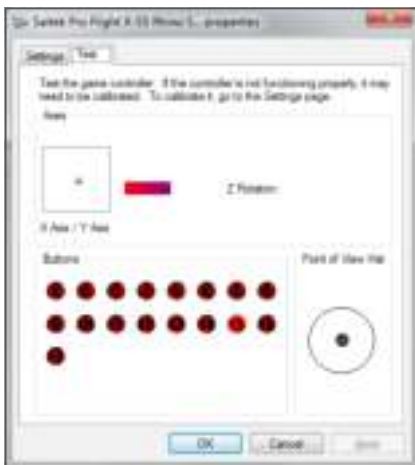 Saitek Pro Flight X-55 Rhino S... properties
Settings Test
Test the game controller. If the controller is not functioning properly, it may
need to be calibrated. To calibrate it, go to the Settings page.
Axes
Z Rotation
X Axis / Y Axis
Buttons
Point of View Hat
OK Cancel Apply